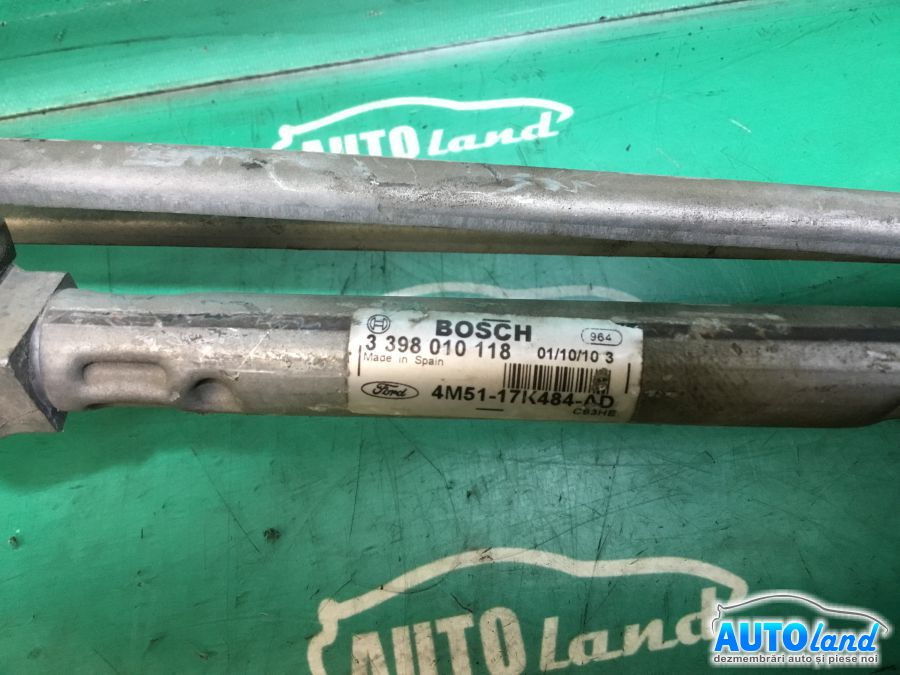 AUTOland
BOSCH
964
3 398 010 118 01/10/10 3
Made in Spain
Ford
4M51-17K484-AD
C63HE
AUTOland
AUTOland
dezmembrări auto și piese noi